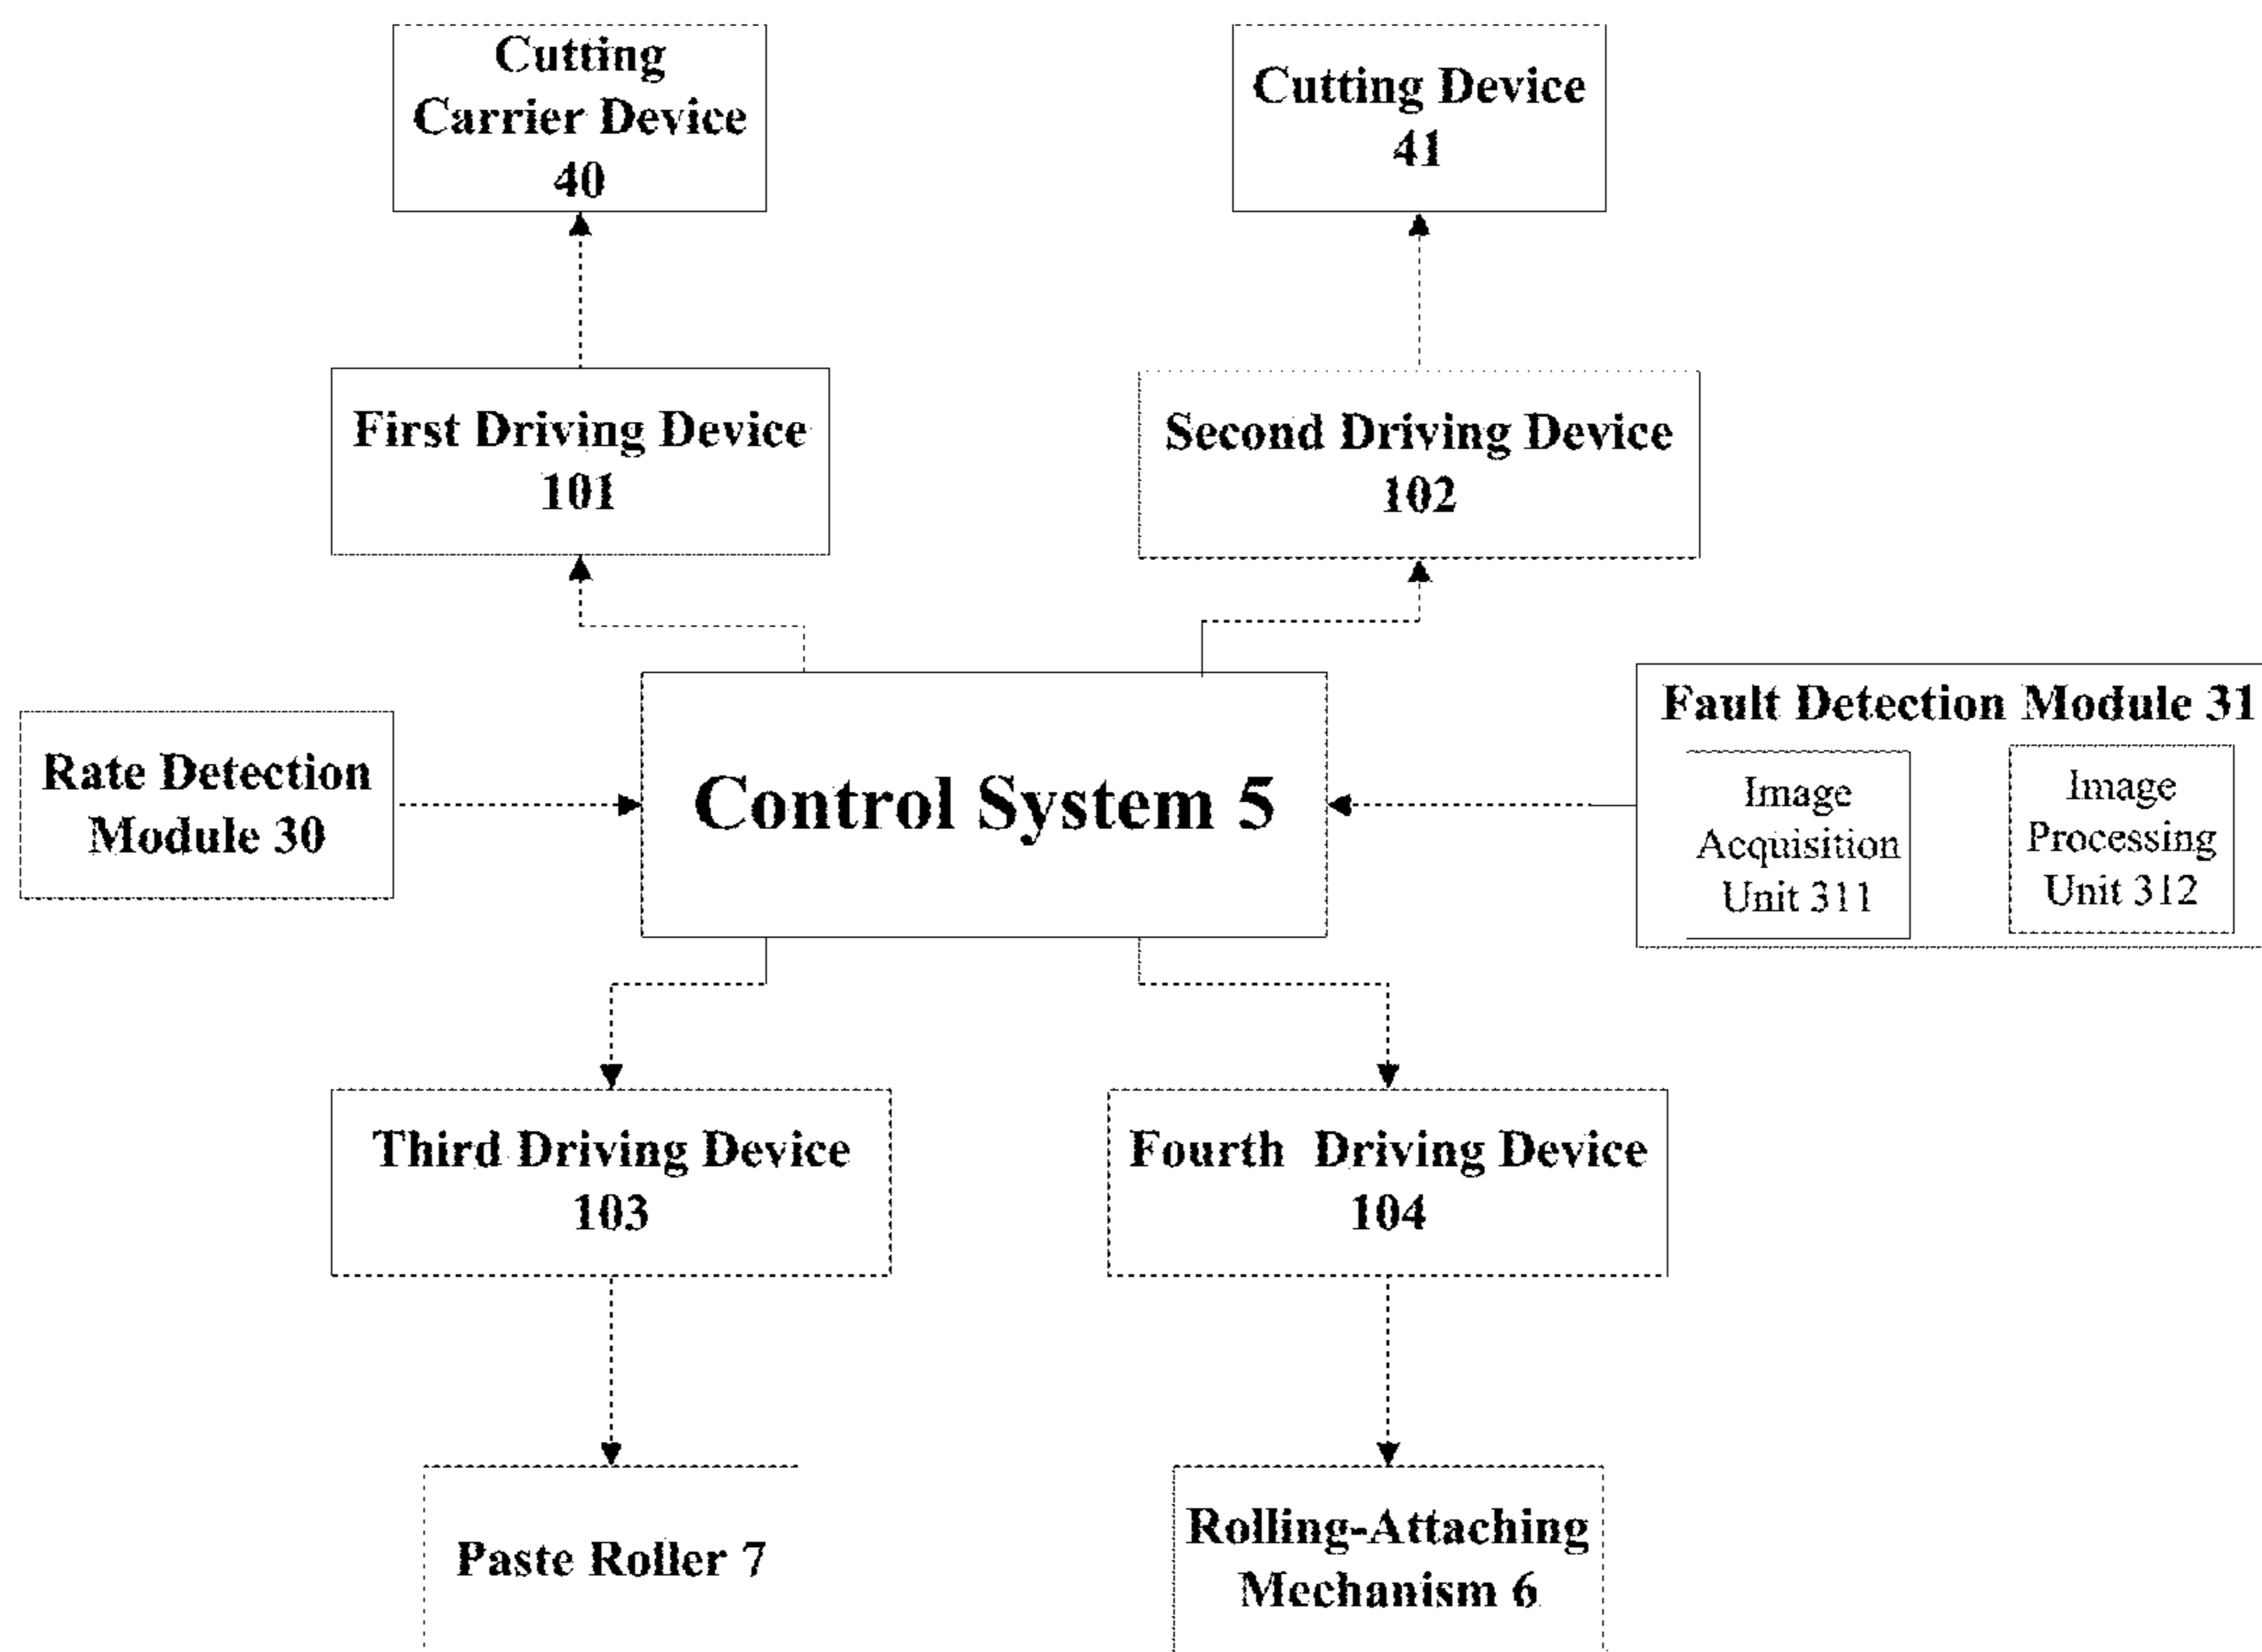 Cutting
Carrier Device
40
Cutting Device
41
First Driving Device
101
Second Driving Device
102
Rate Detection
Module 30
Control System 5
Fault Detection Module 31
Image
Acquisition
Unit 311
Image
Processing
Unit 312
Third Driving Device
103
Fourth Driving Device
104
Paste Roller 7
Rolling-Attaching
Mechanism 6